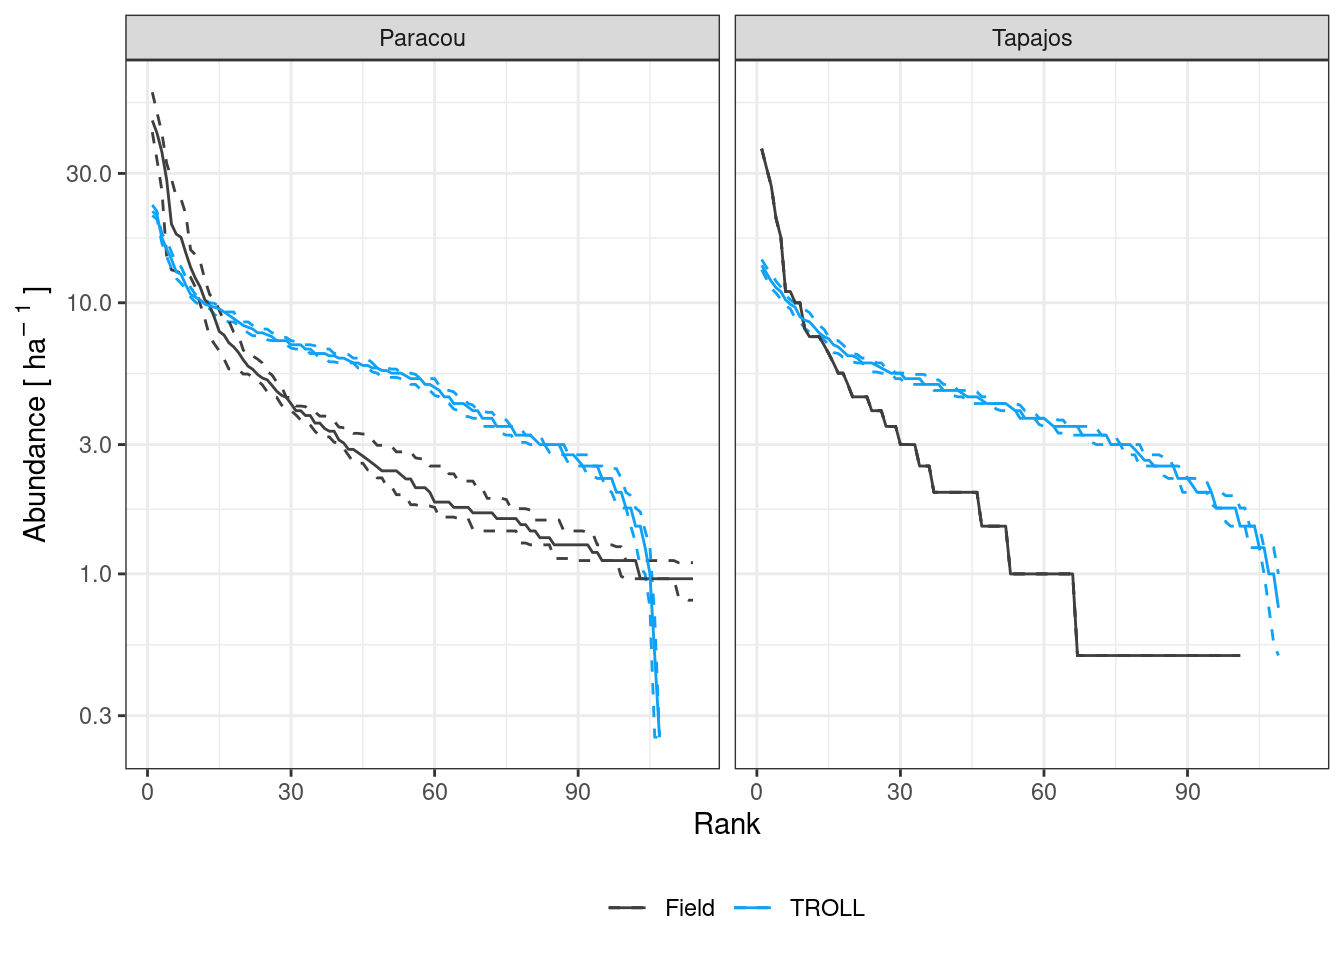 Paracou
Tapajos
Abundance [ ha⁻¹ ]
30.0
10.0
3.0
1.0
0.3
0 30 60 90
0 30 60 90
Rank
Field TROLL